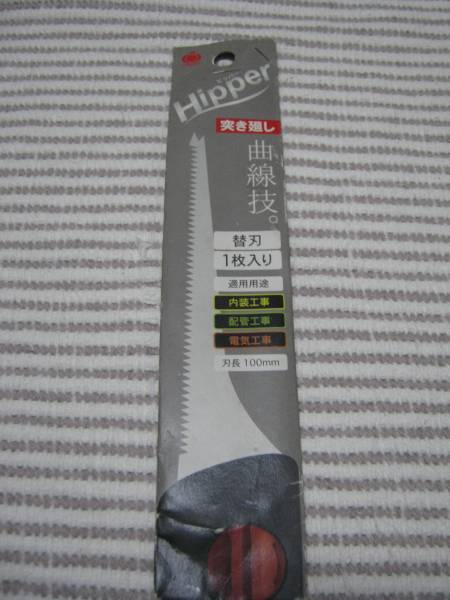 Hipper
突き廻し
曲線技。
替刃
1枚入り
適用用途
内装工事
配管工事
電気工事
刃長 100mm